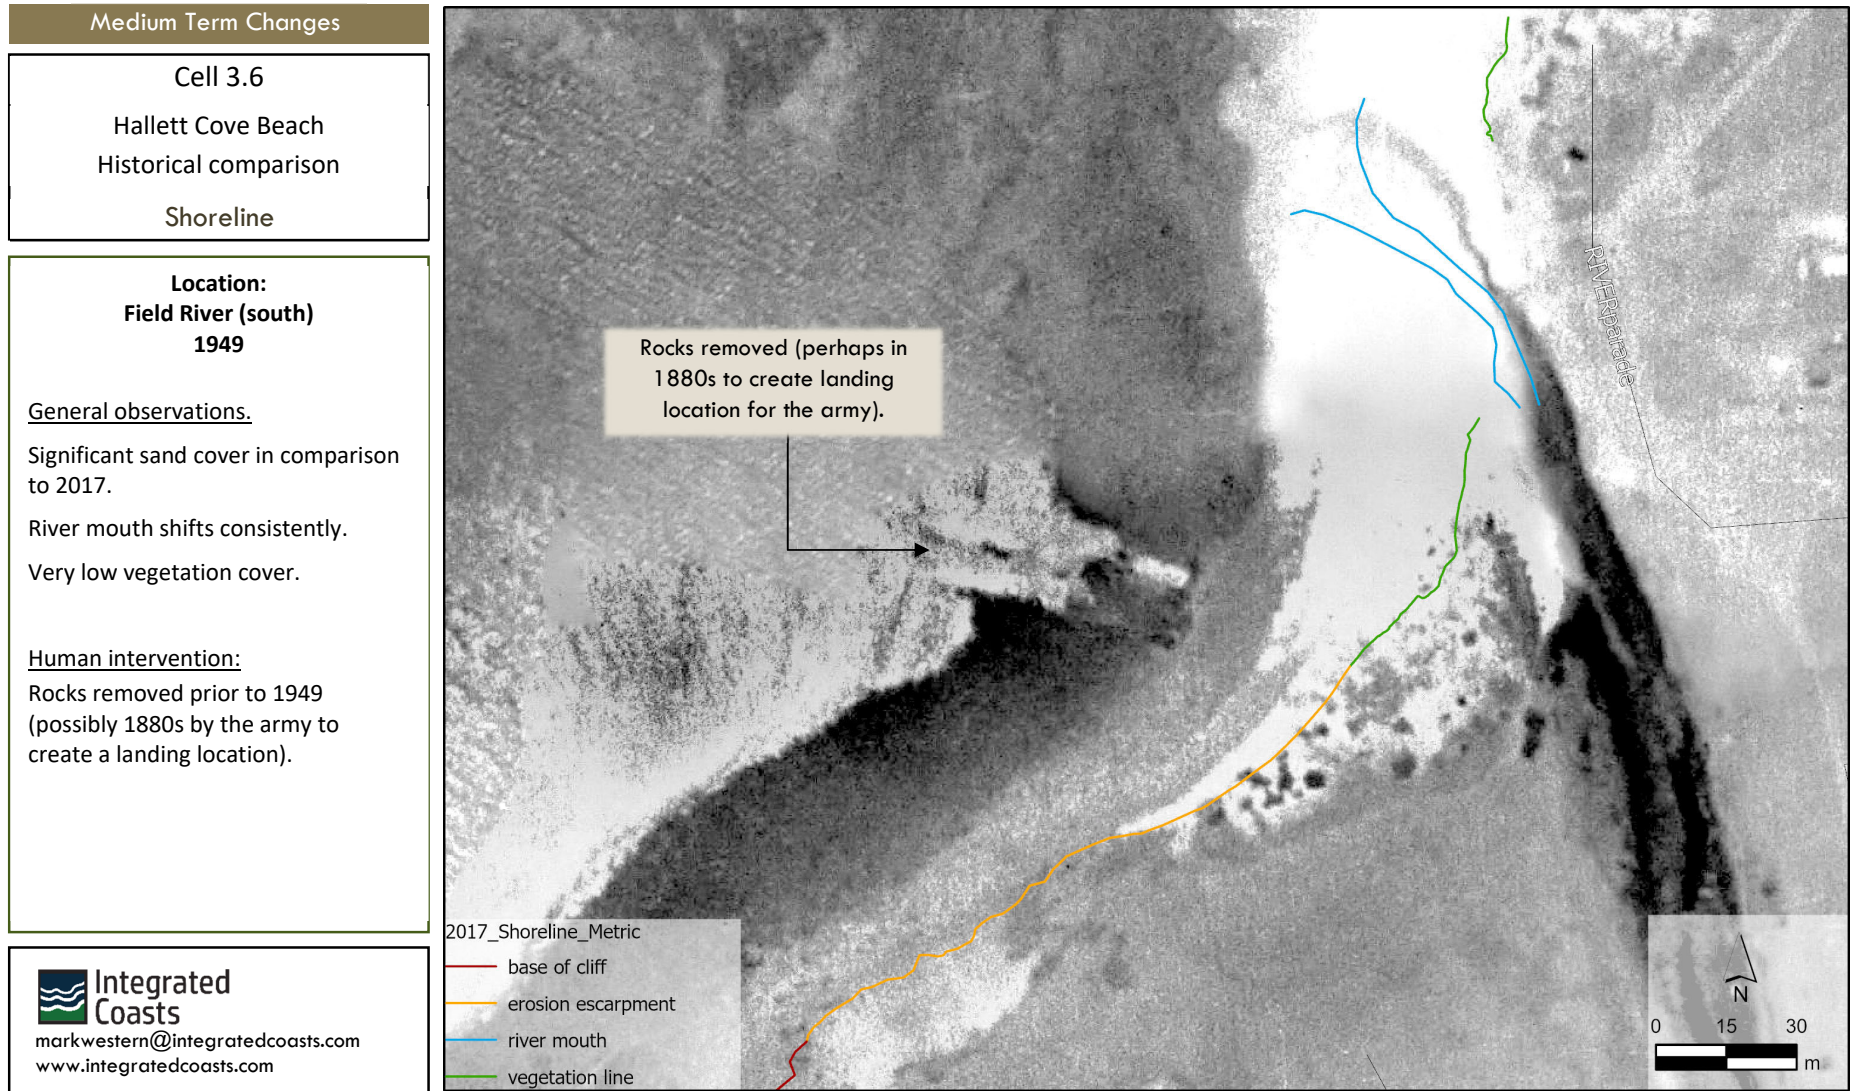 Medium Term Changes
Cell 3.6
Hallett Cove Beach
Historical comparison
Shoreline
Location:
Field River (south)
1949
General observations.
Significant sand cover in comparison
to 2017.
River mouth shifts consistently.
Very low vegetation cover.
Human intervention:
Rocks removed prior to 1949
(possibly 1880s by the army to
create a landing location).
Integrated
Coasts
markwestern@integratedcoasts.com
www.integratedcoasts.com
Rocks removed (perhaps in
1880s to create landing
location for the army).
RIVERparade
2017_Shoreline_Metric
base of cliff
erosion escarpment
river mouth
vegetation line
N
0 15 30
m